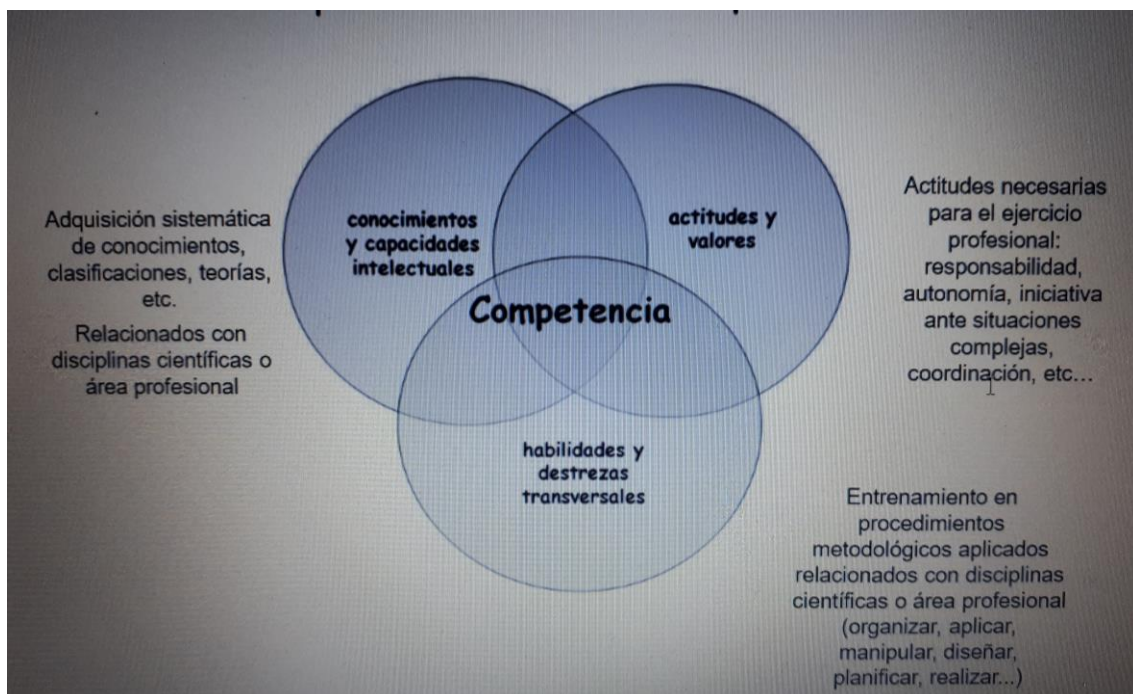 Adquisición sistemática
de conocimientos,
clasificaciones, teorías,
etc.
Relacionados con
disciplinas científicas o
área profesional
conocimientos
y capacidades
intelectuales
actitudes y
valores
Competencia
habilidades y
destrezas
transversales
Actitudes necesarias
para el ejercicio
profesional:
responsabilidad,
autonomía, iniciativa
ante situaciones
complejas,
coordinación, etc...
Entrenamiento en
procedimientos
metodológicos aplicados
relacionados con disciplinas
científicas o área profesional
(organizar, aplicar,
manipular, diseñar,
planificar, realizar...)